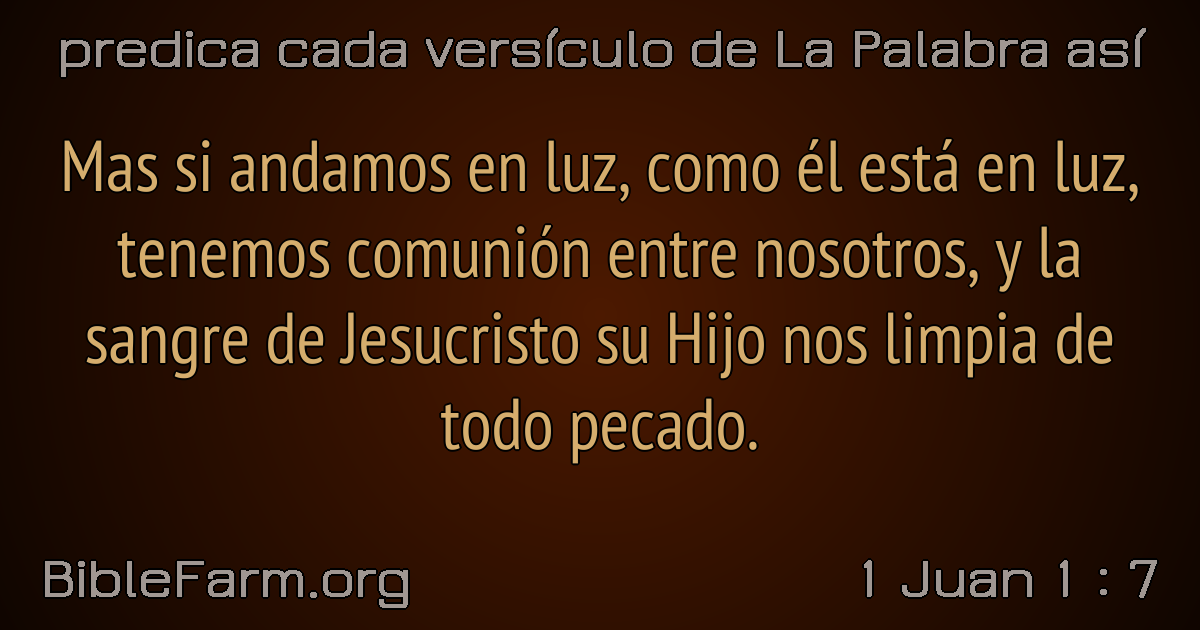 predica cada versículo de La Palabra así
Mas si andamos en luz, como él está en luz,
tenemos comunión entre nosotros, y la
sangre de Jesucristo su Hijo nos limpia de
todo pecado.
BibleFarm.org
1 Juan 1 : 7